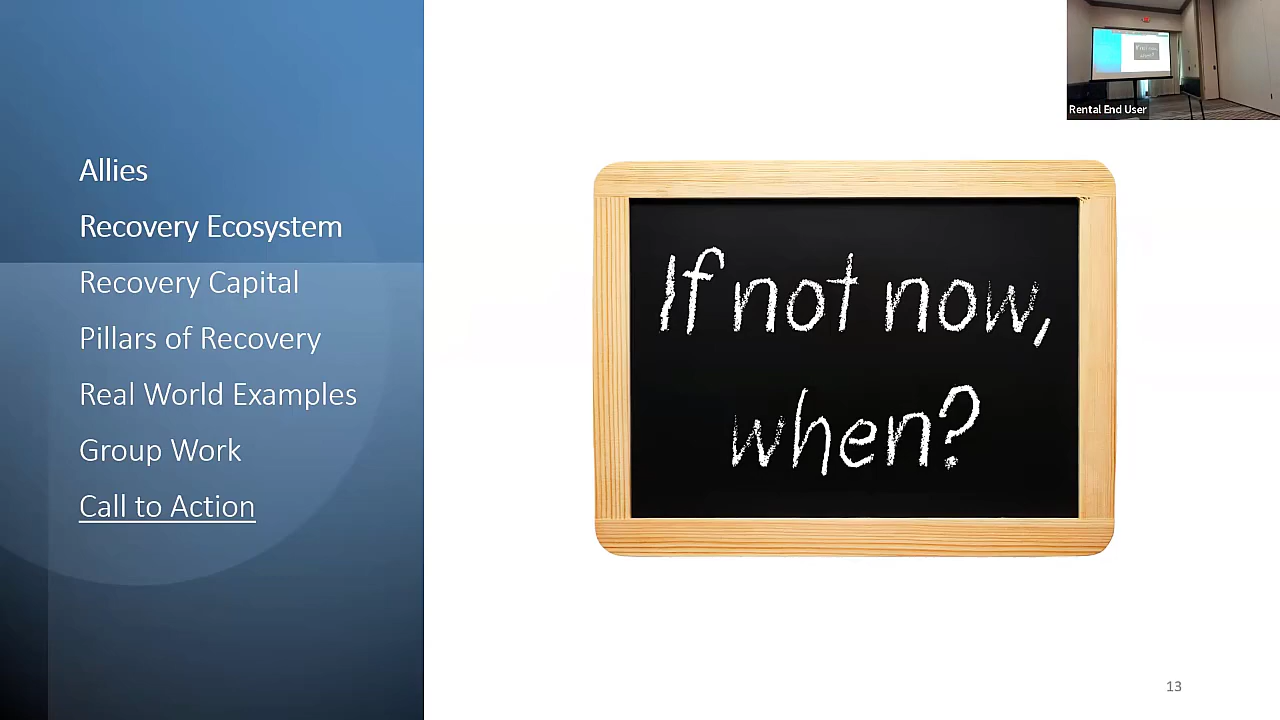 Rental End User
Allies
Recovery Ecosystem
Recovery Capital
Pillars of Recovery
Real World Examples
Group Work
Call to Action
If not now,
when?
13